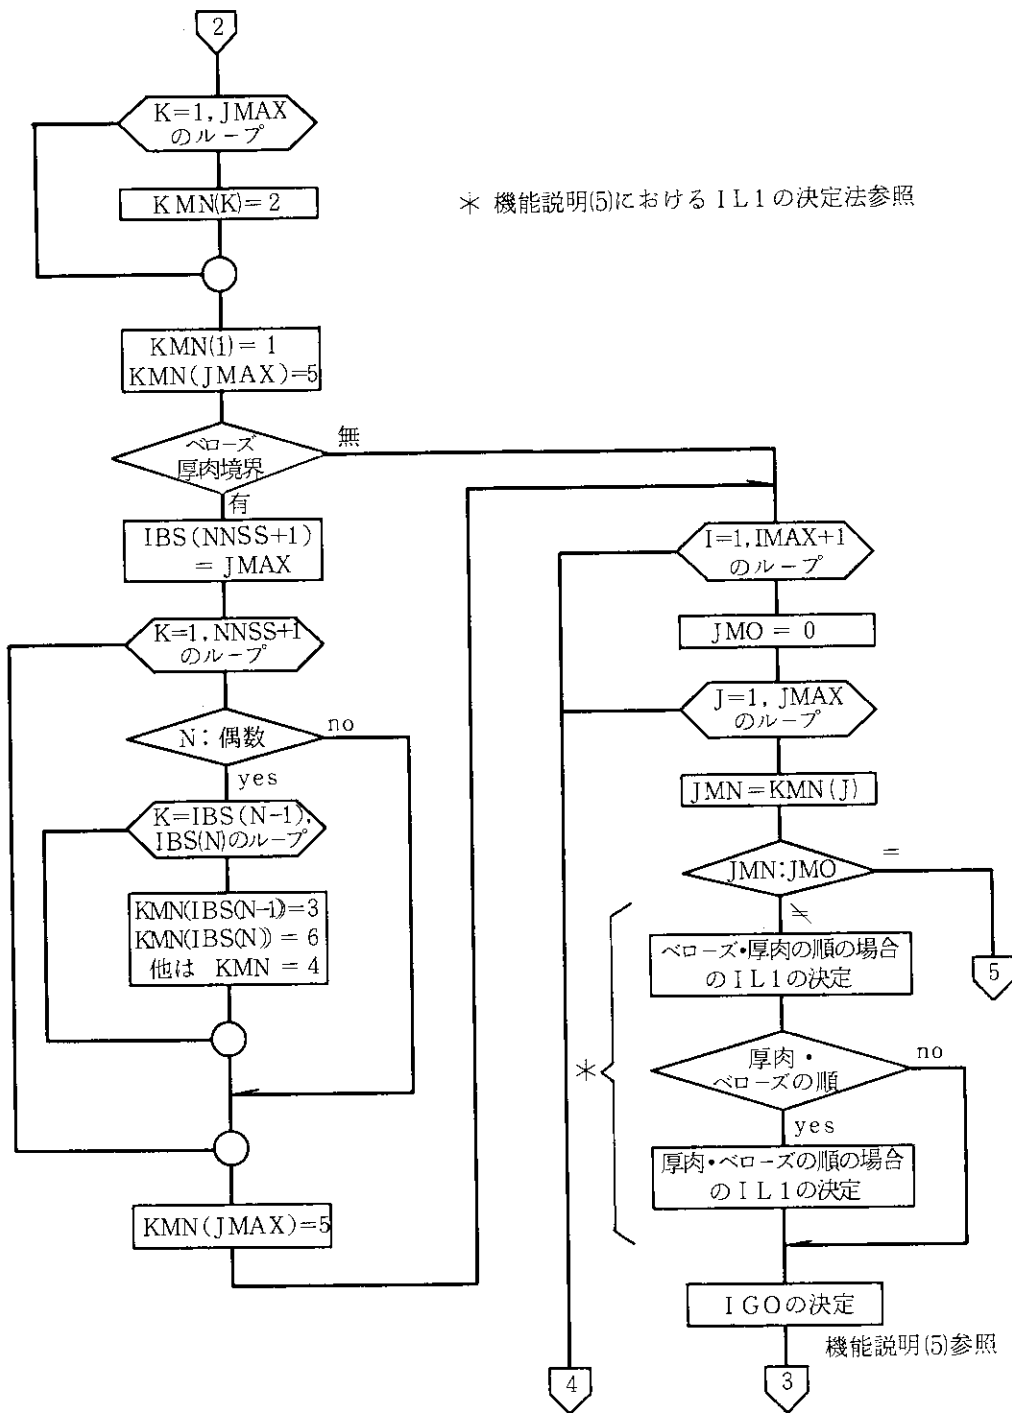 2
K=1, JMAX
のループ
KMN(K)=2
* 機能説明(5)における IL1の決定法参照
KMN(1)=1
KMN(JMAX)=5
ベローズ
厚肉境界
無
有
IBS(NNSS+1)
= JMAX
K=1, NNSS+1
のループ
N:偶数
no
yes
K=IBS(N-1),
IBS(N)のループ
KMN(IBS(N-1)=3
KMN(IBS(N))=6
他は KMN=4
KMN(JMAX)=5
I=1, IMAX+1
のループ
JMO = 0
J=1, JMAX
のループ
JMN=KMN(J)
JMN:JMO
=
≠
5
*
ベローズ・厚肉の順の場合
のIL1の決定
厚肉・
ベローズの順
no
yes
厚肉・ベローズの順の場合
のIL1の決定
IGOの決定
機能説明(5)参照
4
3